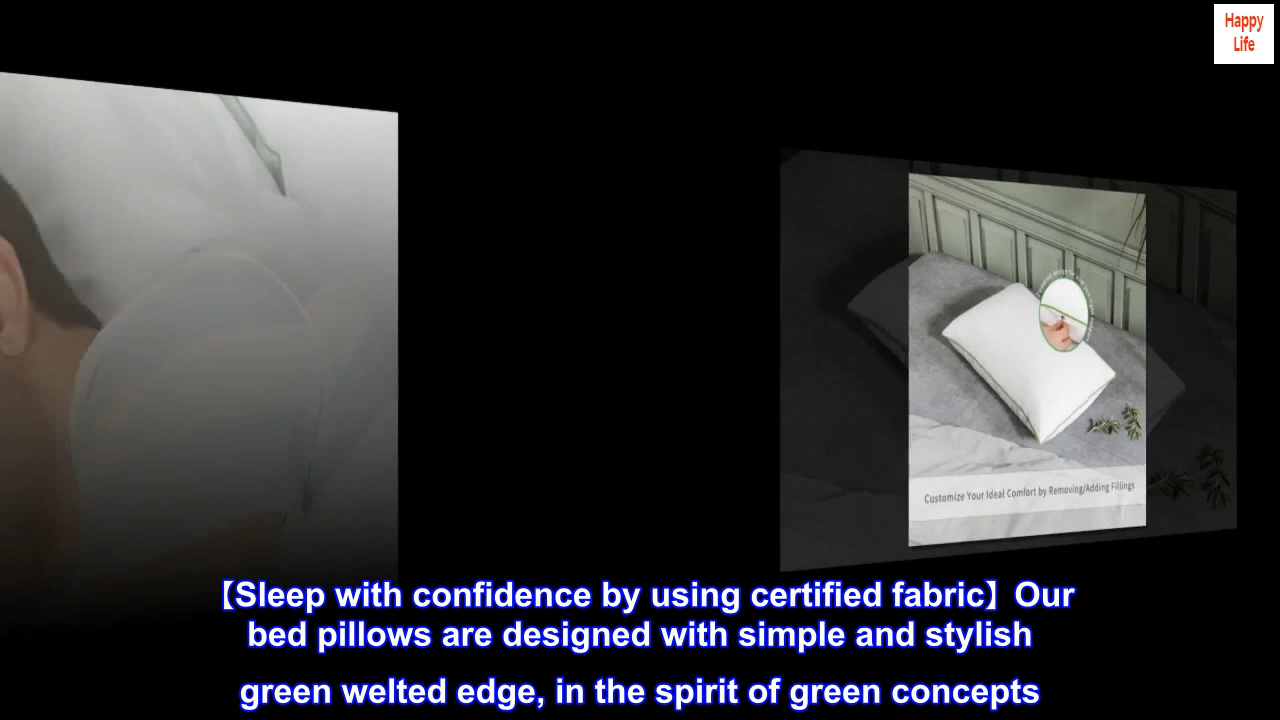 Happy
Life
Customize Your Ideal Comfort by Removing/Adding Fillings
【Sleep with confidence by using certified fabric】Our
bed pillows are designed with simple and stylish
green welted edge, in the spirit of green concepts